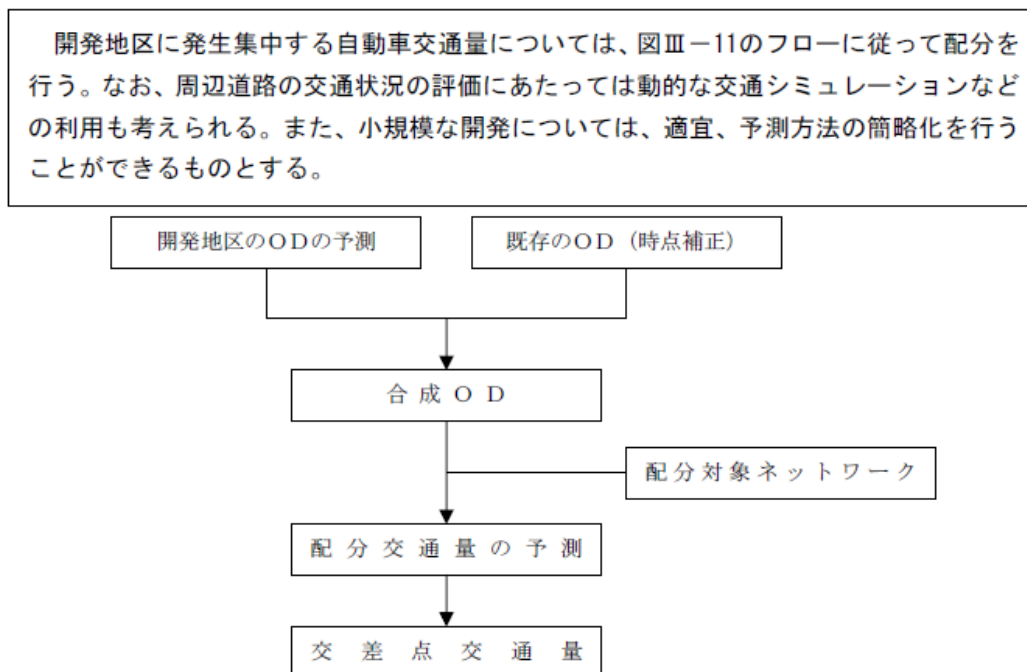 開発地区に発生集中する自動車交通量については、図Ⅲ－11のフローに従って配分を
行う。なお、周辺道路の交通状況の評価にあたっては動的な交通シミュレーションなど
の利用も考えられる。また、小規模な開発については、適宜、予測方法の簡略化を行う
ことができるものとする。
開発地区のＯＤの予測
既存のＯＤ（時点補正）
合成ＯＤ
配分対象ネットワーク
配分交通量の予測
交差点交通量